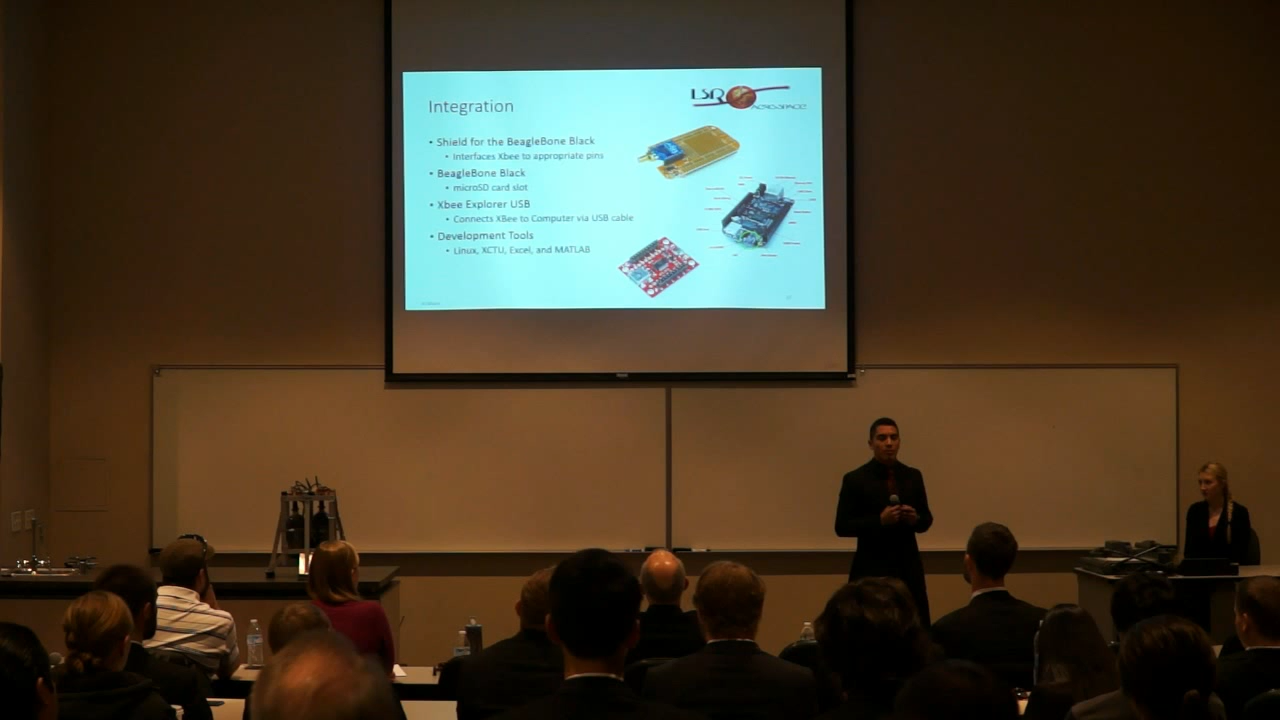 LSR
AEROSPACE
Integration
• Shield for the BeagleBone Black
• Interfaces Xbee to appropriate pins
• BeagleBone Black
• microSD card slot
• Xbee Explorer USB
• Connects XBee to Computer via USB cable
• Development Tools
• Linux, XCTU, Excel, and MATLAB